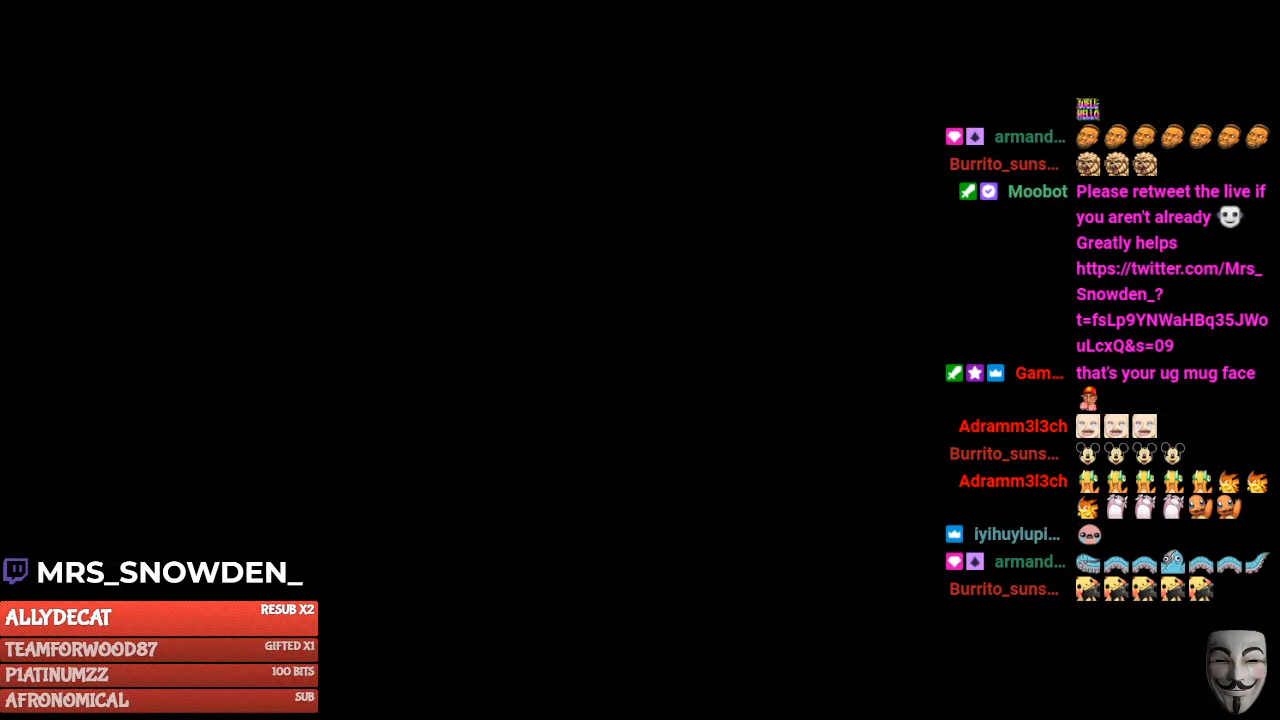 WELL
HELLO
armand…
Burrito_suns…
Moobot Please retweet the live if
you aren't already
Greatly helps
https://twitter.com/Mrs_
Snowden_?
t=fsLp9YNWaHBq35JWo
uLcxQ&s=09
Gam… that's your ug mug face
Adramm3l3ch
Burrito_suns…
Adramm3l3ch
iyihuylupi…
armand…
Burrito_suns…
MRS_SNOWDEN_
ALLYDECAT RESUB X2
TEAMFORWOOD87 GIFTED X1
P1ATINUMZZ 100 BITS
AFRONOMICAL SUB